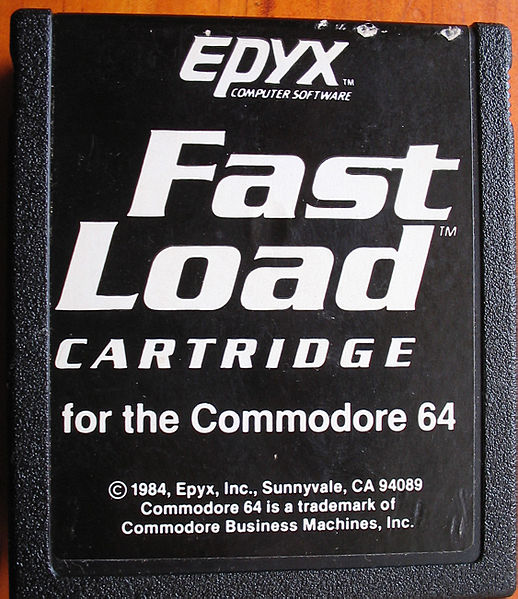 EPYX™
COMPUTER SOFTWARE
Fast
Load™
CARTRIDGE
for the Commodore 64
© 1984, Epyx, Inc., Sunnyvale, CA 94089
Commodore 64 is a trademark of
Commodore Business Machines, Inc.